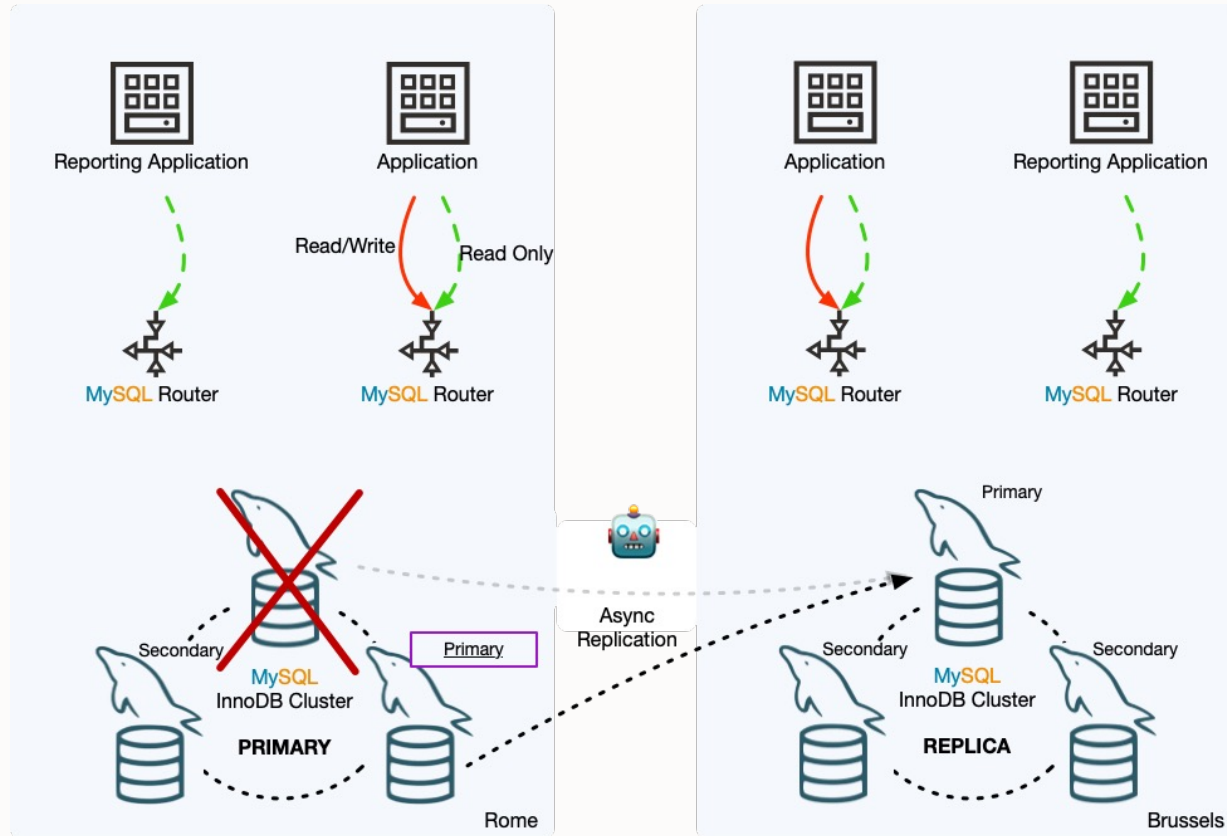 Reporting Application
Application
Read/Write
Read Only
MySQL Router
MySQL Router
Secondary
Primary
MySQL
InnoDB Cluster
PRIMARY
Rome
Async
Replication
Application
Reporting Application
MySQL Router
MySQL Router
Primary
Secondary
Secondary
MySQL
InnoDB Cluster
REPLICA
Brussels